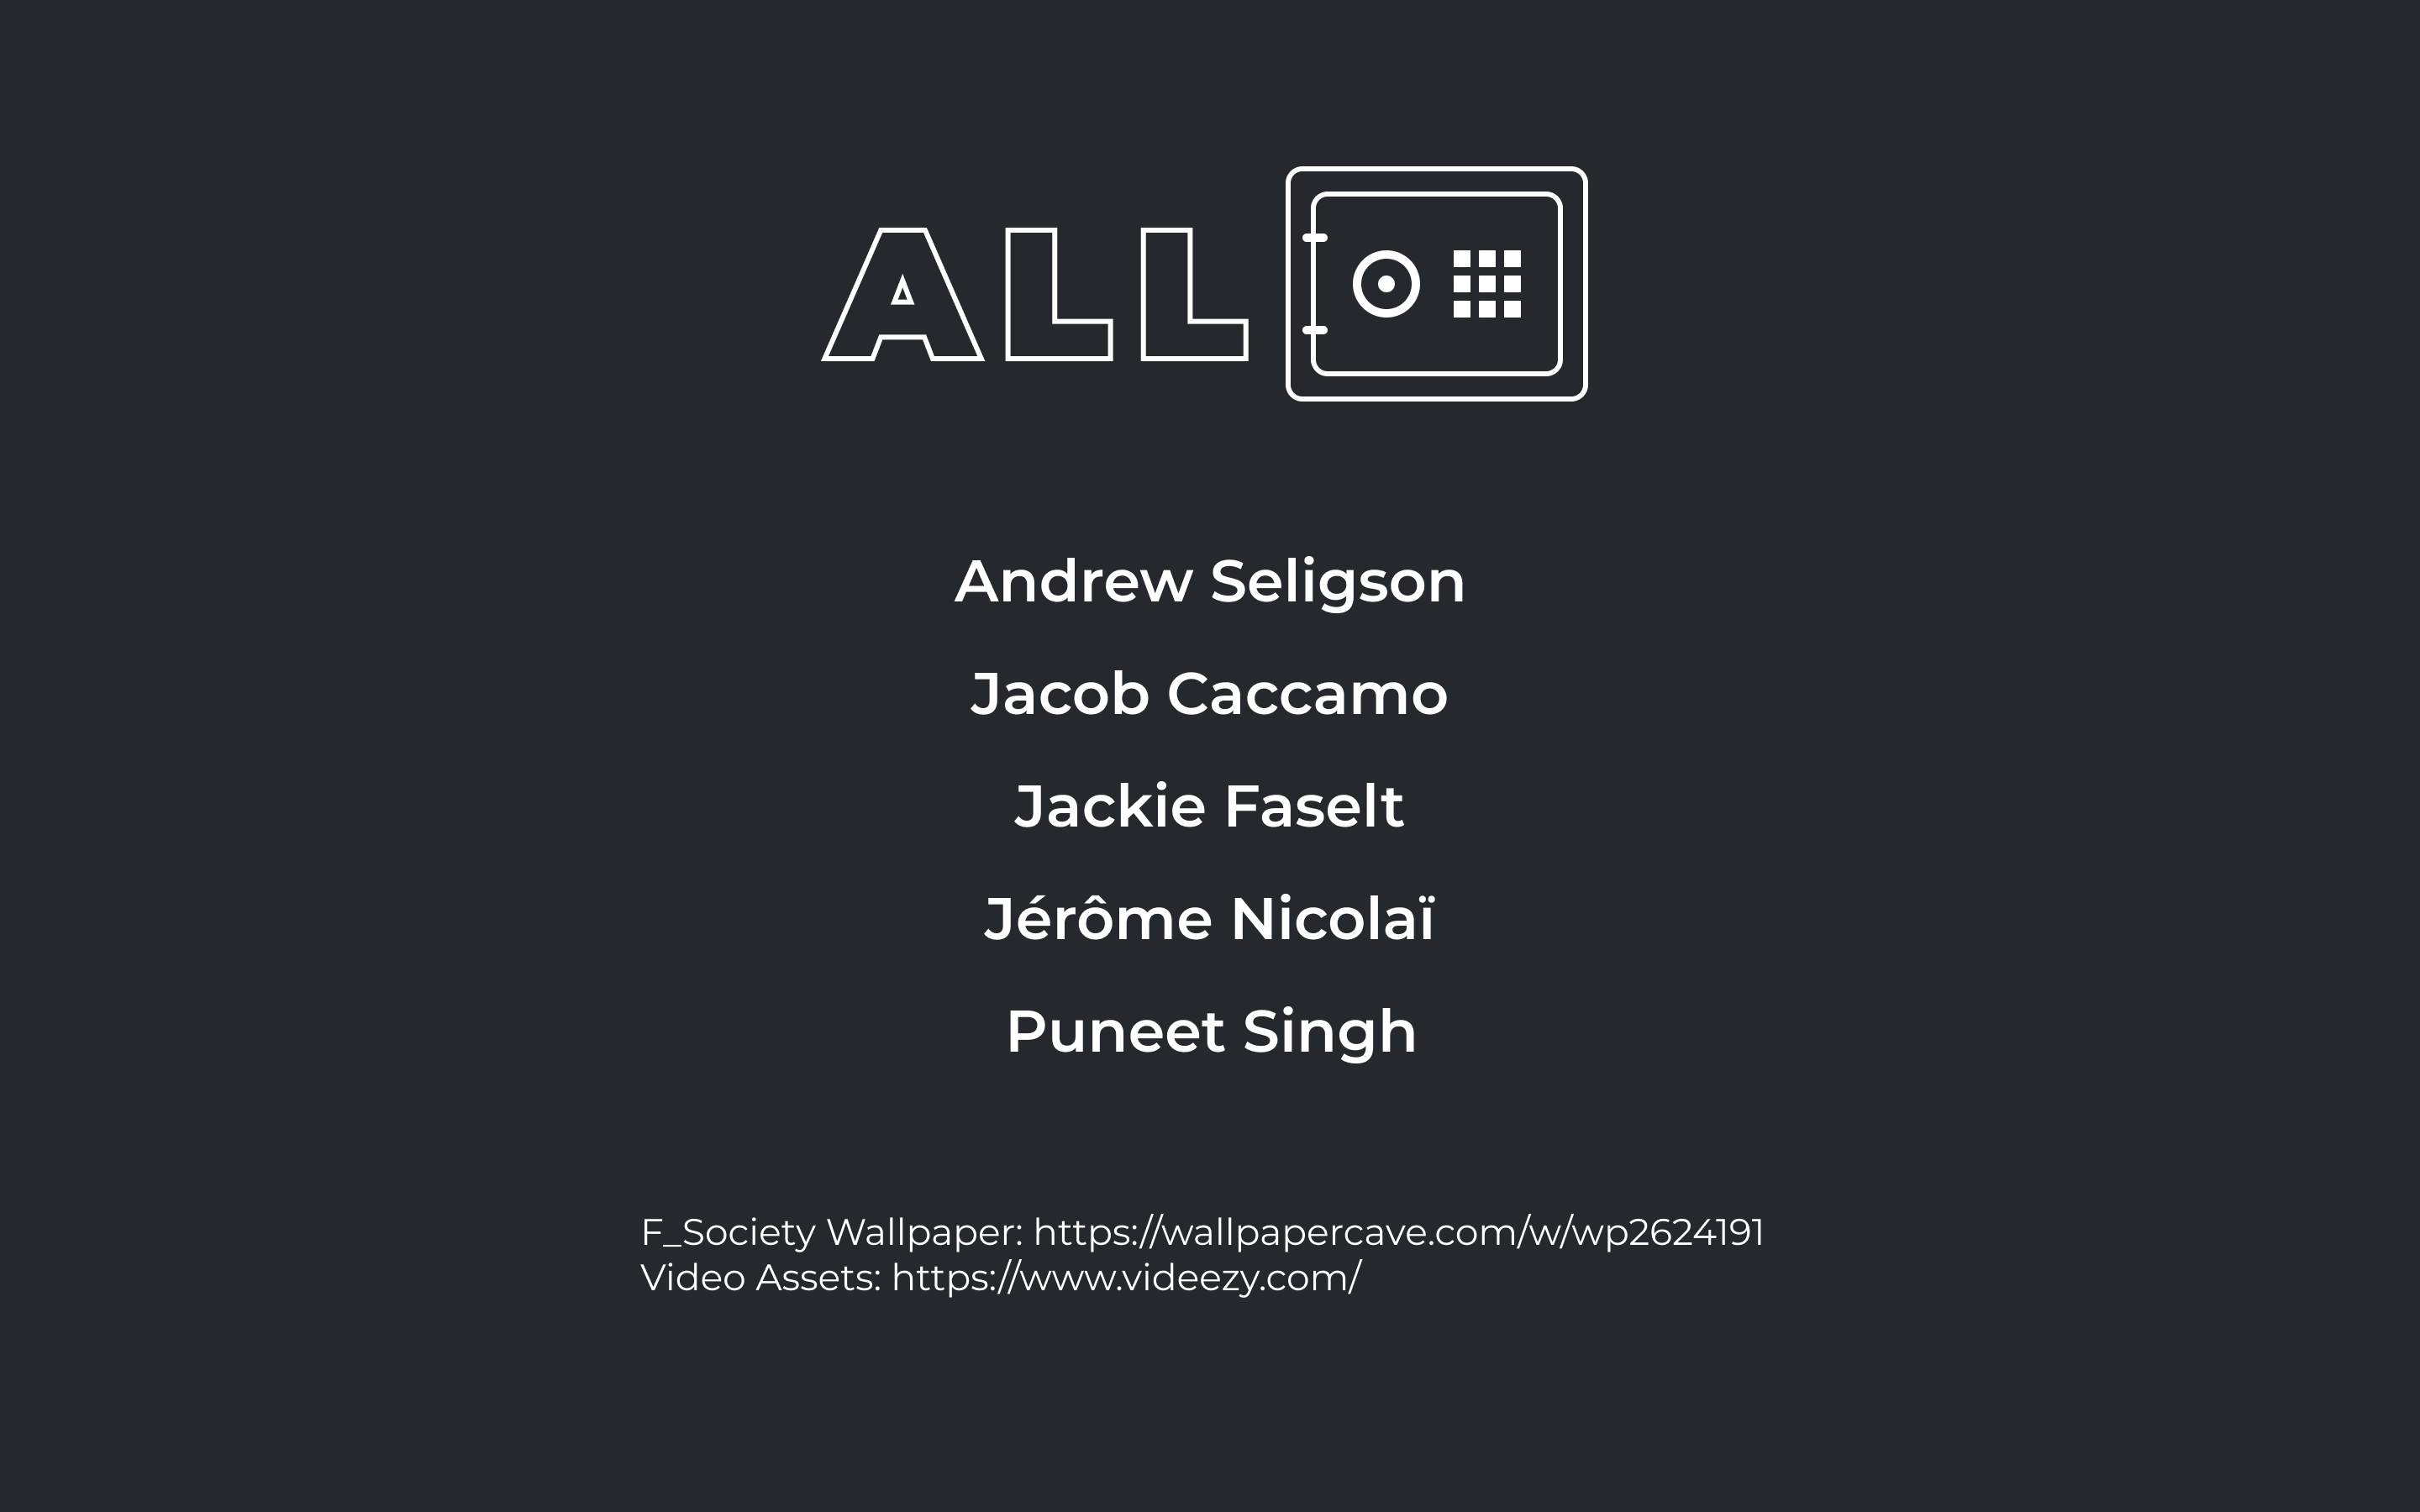 ALL
Andrew Seligson
Jacob Caccamo
Jackie Faselt
Jérôme Nicolaï
Puneet Singh
F_Society Wallpaper: https://wallpapercave.com/w/wp2624191
Video Assets: https://www.videezy.com/